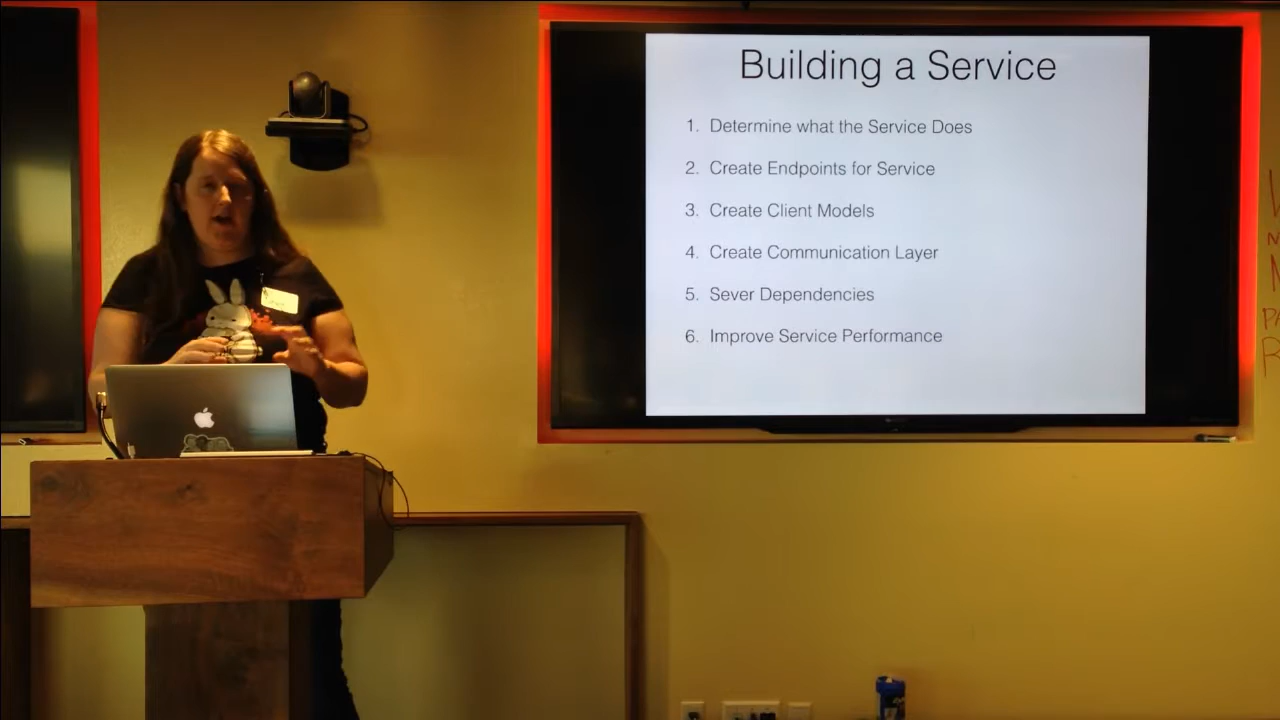 Building a Service
1. Determine what the Service Does
2. Create Endpoints for Service
3. Create Client Models
4. Create Communication Layer
5. Sever Dependencies
6. Improve Service Performance